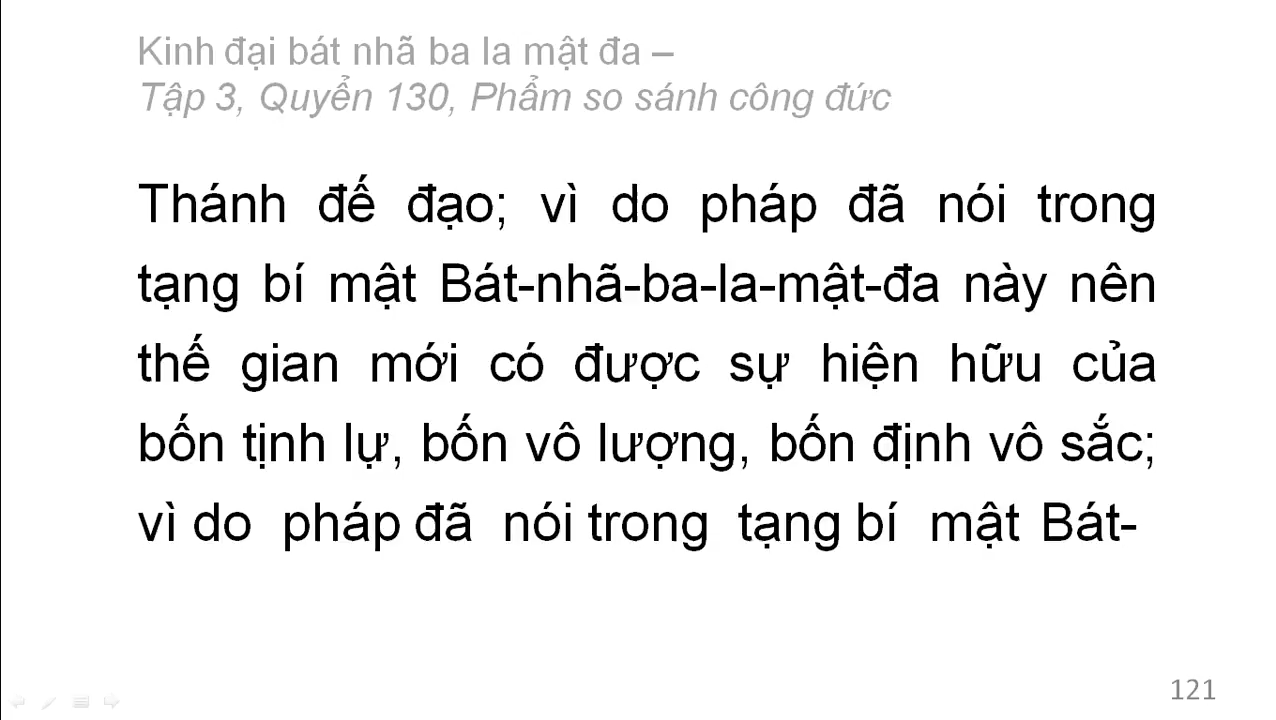 Kinh đại bát nhã ba la mật đa –
Tập 3, Quyển 130, Phẩm so sánh công đức
Thánh đế đạo; vì do pháp đã nói trong
tạng bí mật Bát-nhã-ba-la-mật-đa này nên
thế gian mới có được sự hiện hữu của
bốn tịnh lự, bốn vô lượng, bốn định vô sắc;
vì do pháp đã nói trong tạng bí mật Bát-
121